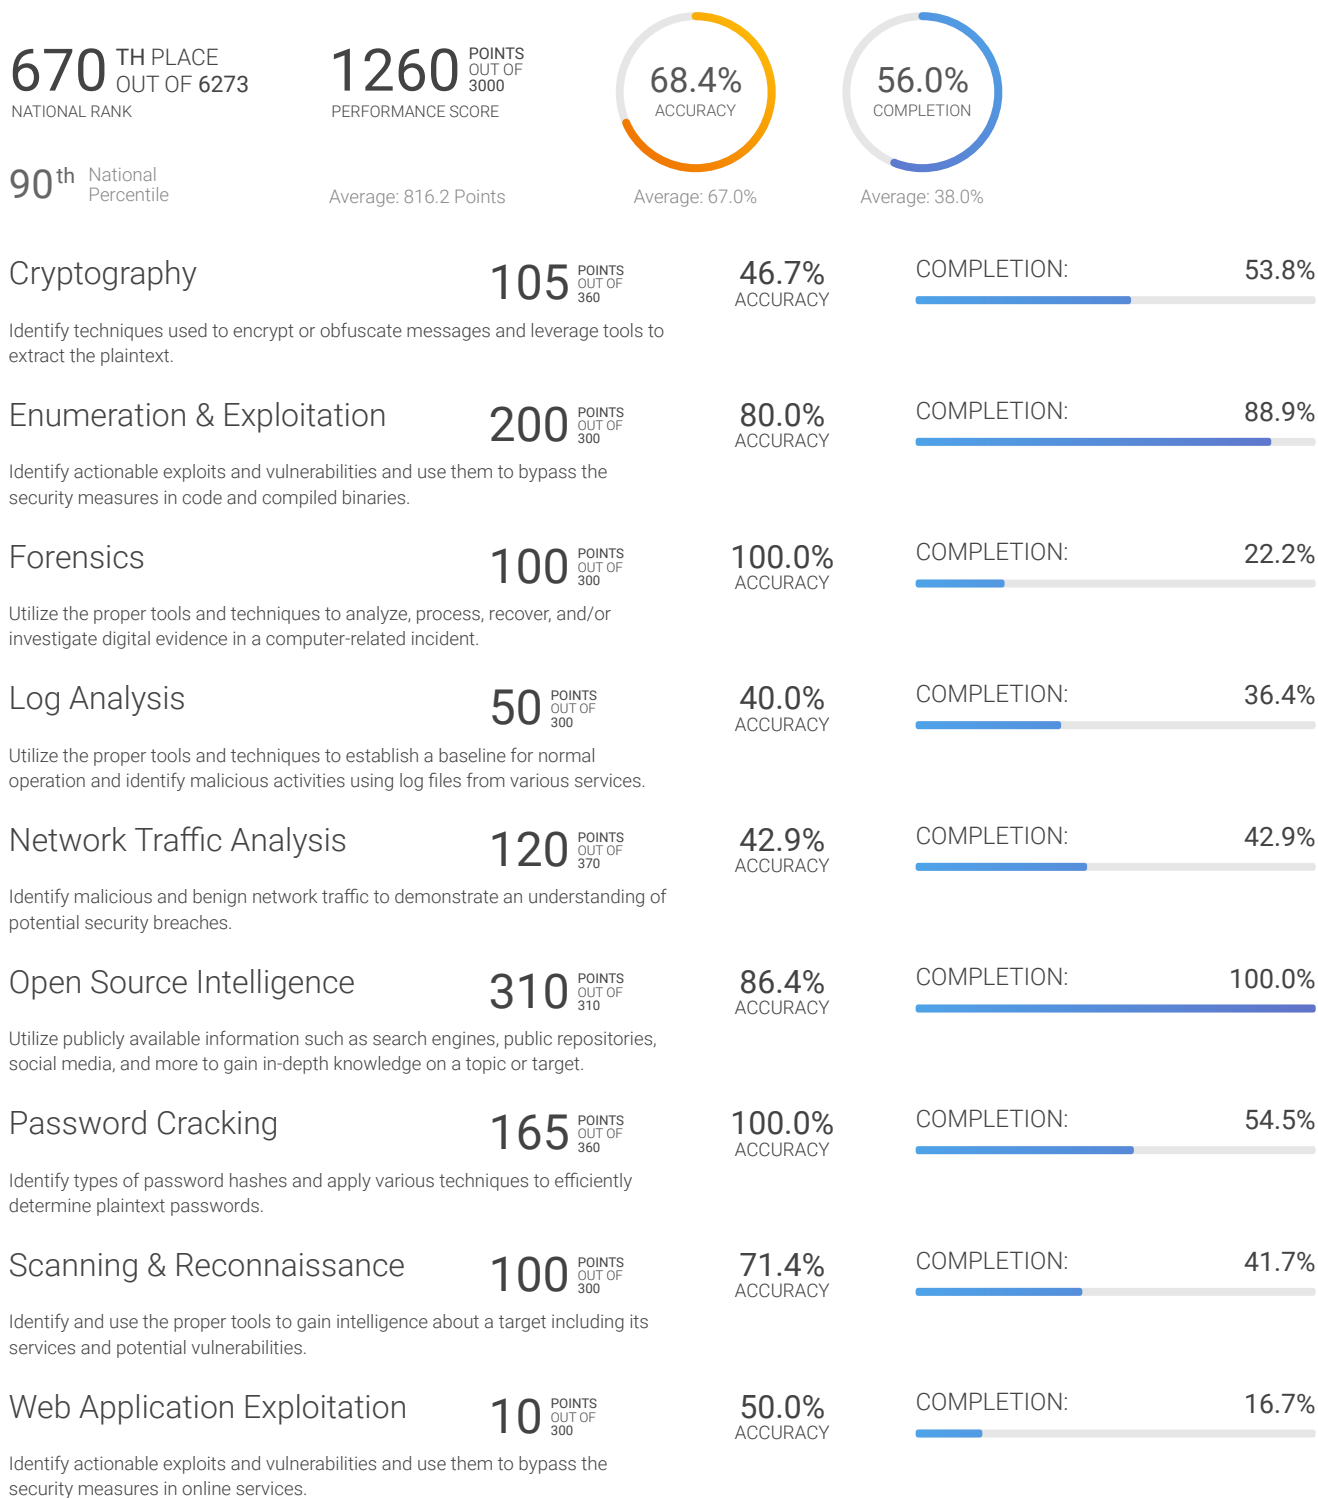 670 TH PLACE
OUT OF 6273
NATIONAL RANK
90th National
Percentile
1260 POINTS
OUT OF
3000
PERFORMANCE SCORE
Average: 816.2 Points
68.4%
ACCURACY
Average: 67.0%
56.0%
COMPLETION
Average: 38.0%
Cryptography
105 POINTS
OUT OF
360
46.7%
ACCURACY
COMPLETION: 53.8%
Identify techniques used to encrypt or obfuscate messages and leverage tools to
extract the plaintext.
Enumeration & Exploitation
200 POINTS
OUT OF
300
80.0%
ACCURACY
COMPLETION: 88.9%
Identify actionable exploits and vulnerabilities and use them to bypass the
security measures in code and compiled binaries.
Forensics
100 POINTS
OUT OF
300
100.0%
ACCURACY
COMPLETION: 22.2%
Utilize the proper tools and techniques to analyze, process, recover, and/or
investigate digital evidence in a computer-related incident.
Log Analysis
50 POINTS
OUT OF
300
40.0%
ACCURACY
COMPLETION: 36.4%
Utilize the proper tools and techniques to establish a baseline for normal
operation and identify malicious activities using log files from various services.
Network Traffic Analysis
120 POINTS
OUT OF
370
42.9%
ACCURACY
COMPLETION: 42.9%
Identify malicious and benign network traffic to demonstrate an understanding of
potential security breaches.
Open Source Intelligence
310 POINTS
OUT OF
310
86.4%
ACCURACY
COMPLETION: 100.0%
Utilize publicly available information such as search engines, public repositories,
social media, and more to gain in-depth knowledge on a topic or target.
Password Cracking
165 POINTS
OUT OF
360
100.0%
ACCURACY
COMPLETION: 54.5%
Identify types of password hashes and apply various techniques to efficiently
determine plaintext passwords.
Scanning & Reconnaissance
100 POINTS
OUT OF
300
71.4%
ACCURACY
COMPLETION: 41.7%
Identify and use the proper tools to gain intelligence about a target including its
services and potential vulnerabilities.
Web Application Exploitation
10 POINTS
OUT OF
300
50.0%
ACCURACY
COMPLETION: 16.7%
Identify actionable exploits and vulnerabilities and use them to bypass the
security measures in online services.